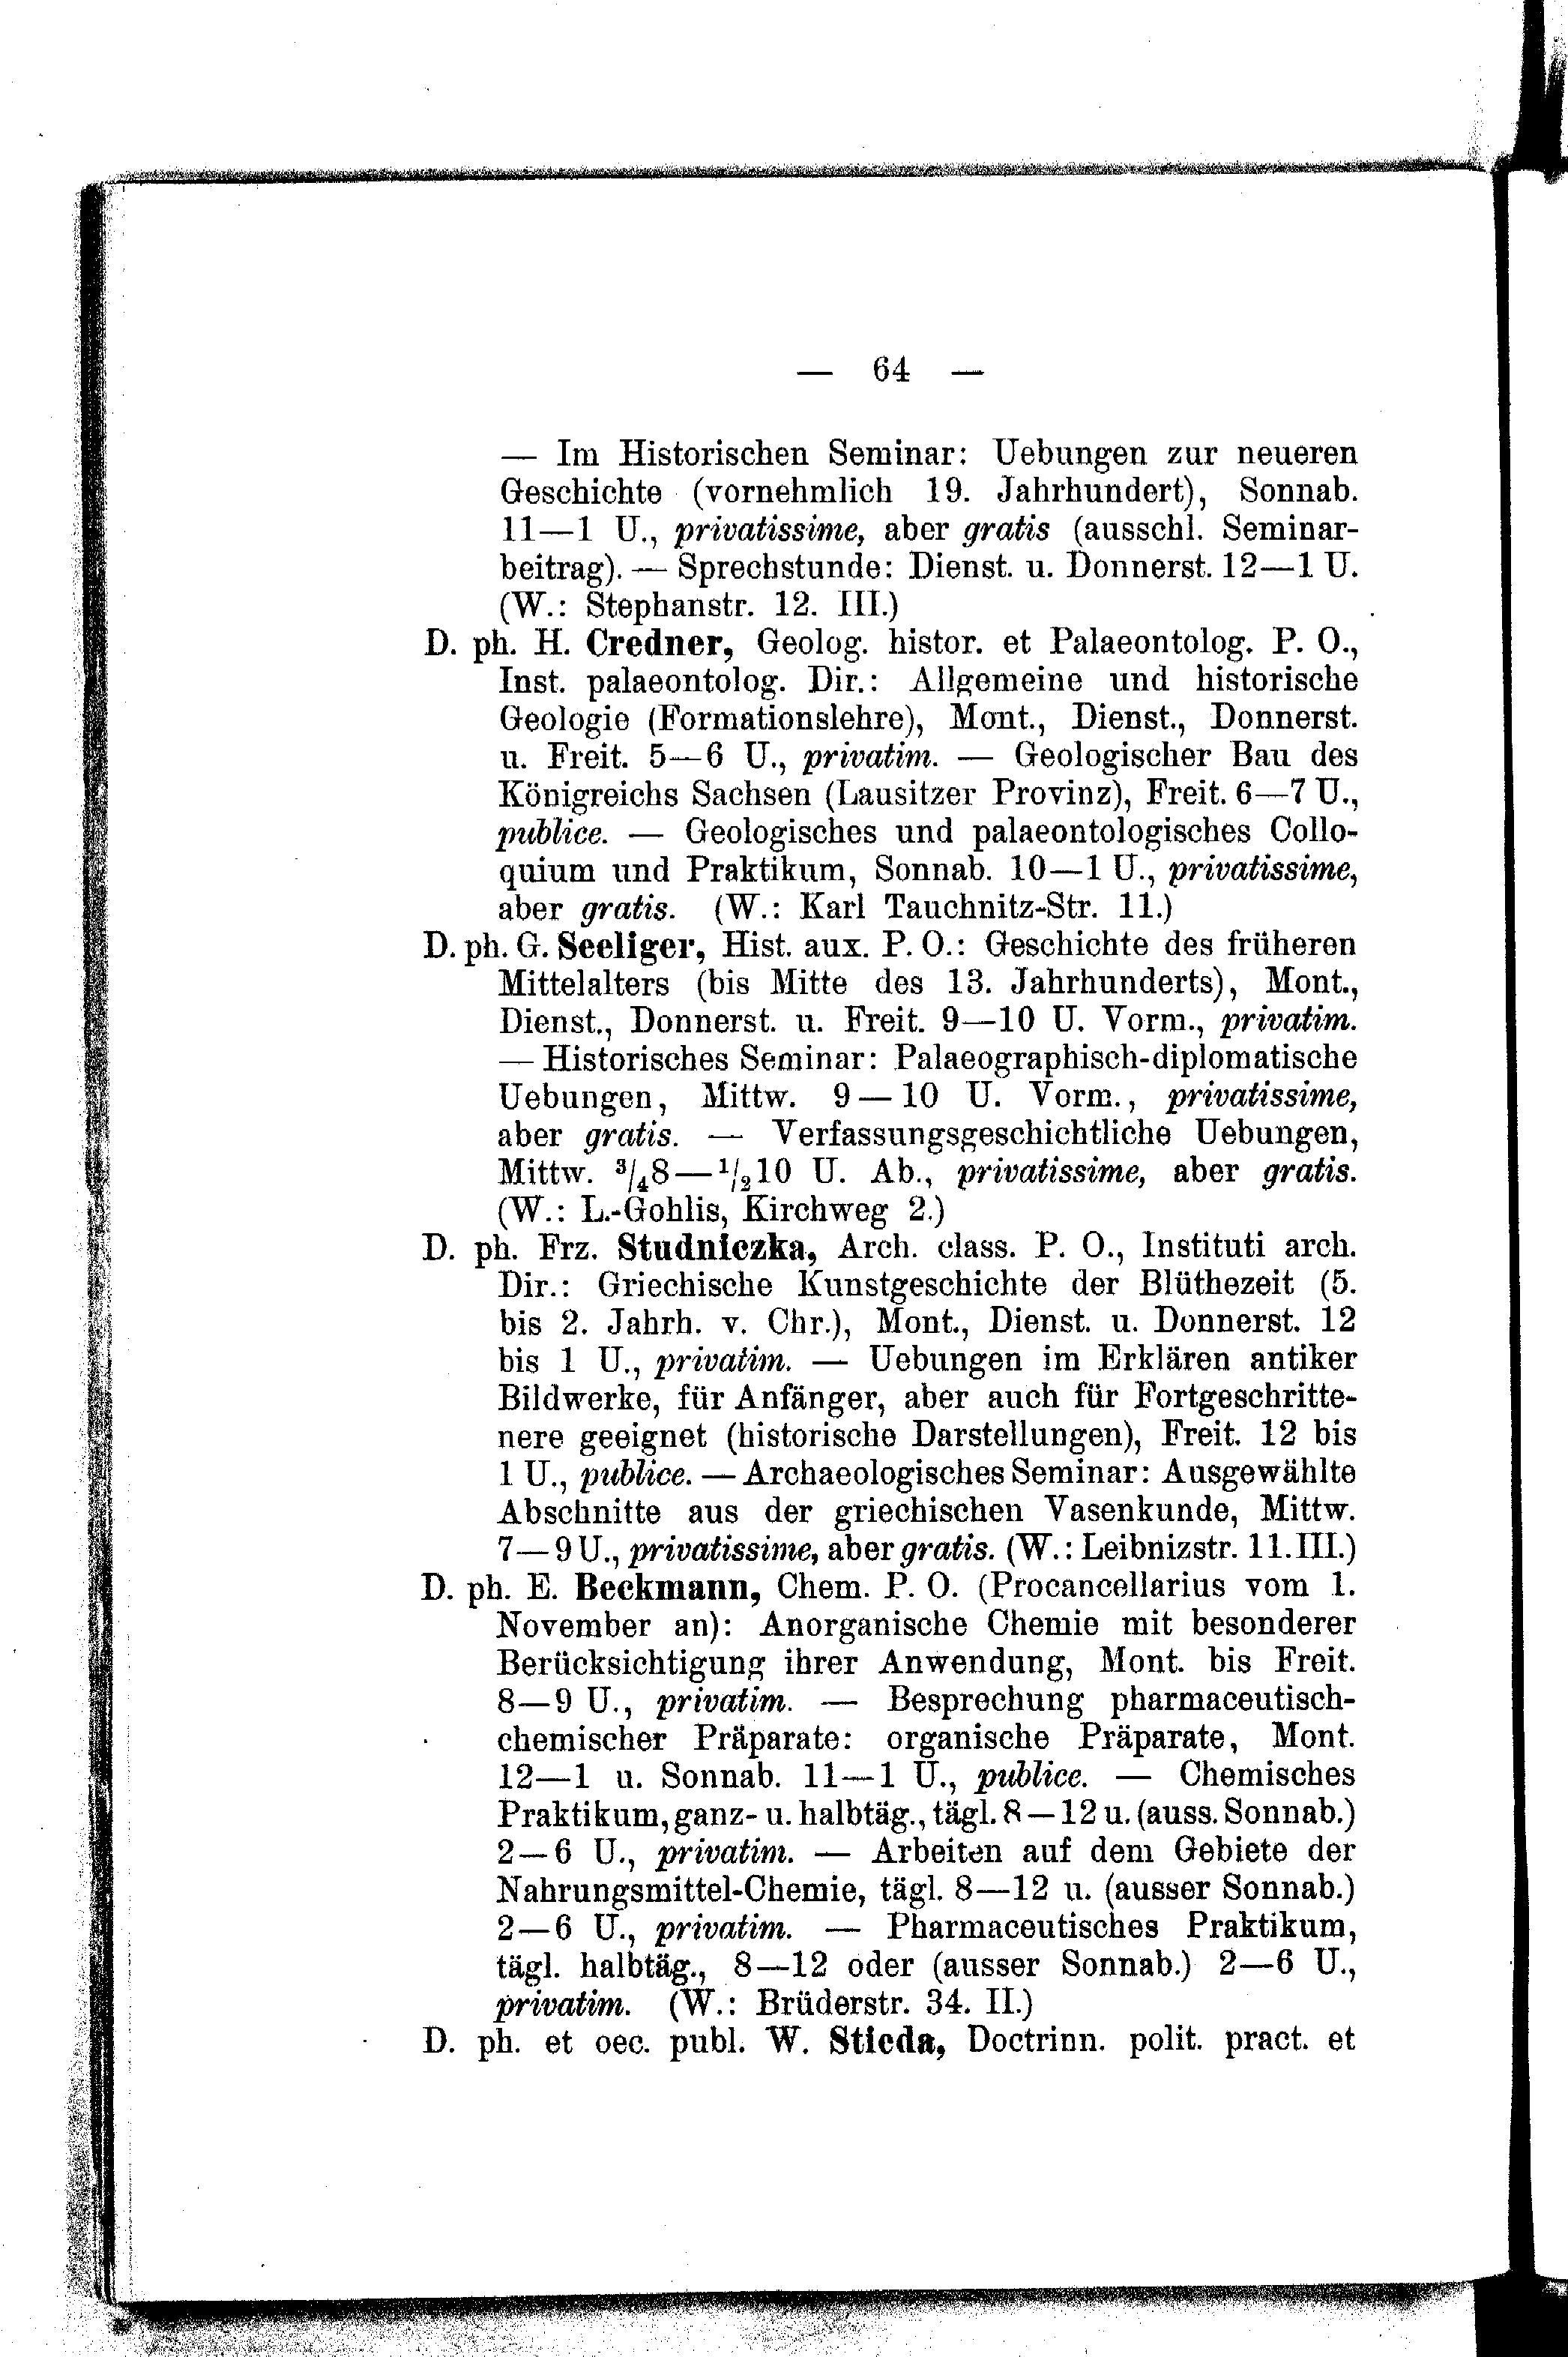 — 64 —
— Im Historischen Seminar: Uebungen zur neueren
Geschichte (vornehmlich 19. Jahrhundert), Sonnab.
11—1 U., privatissime, aber gratis (ausschl. Seminar-
beitrag). — Sprechstunde: Dienst. u. Donnerst. 12—1 U.
(W.: Stephanstr. 12. III.)
D. ph. H. Credner, Geolog. histor. et Palaeontolog. P. O.,
Inst. palaeontolog. Dir.: Allgemeine und historische
Geologie (Formationslehre), Mont., Dienst., Donnerst.
u. Freit. 5—6 U., privatim. — Geologischer Bau des
Königreichs Sachsen (Lausitzer Provinz), Freit. 6—7 U.,
publice. — Geologisches und palaeontologisches Collo-
quium und Praktikum, Sonnab. 10—1 U., privatissime,
aber gratis. (W.: Karl Tauchnitz-Str. 11.)
D. ph. G. Seeliger, Hist. aux. P. O.: Geschichte des früheren
Mittelalters (bis Mitte des 13. Jahrhunderts), Mont.,
Dienst., Donnerst. u. Freit. 9—10 U. Vorm., privatim.
— Historisches Seminar: Palaeographisch-diplomatische
Uebungen, Mittw. 9—10 U. Vorm., privatissime,
aber gratis. — Verfassungsgeschichtliche Uebungen,
Mittw. 3/48—1/210 U. Ab., privatissime, aber gratis.
(W.: L.-Gohlis, Kirchweg 2.)
D. ph. Frz. Studniczka, Arch. class. P. O., Instituti arch.
Dir.: Griechische Kunstgeschichte der Blüthezeit (5.
bis 2. Jahrh. v. Chr.), Mont., Dienst. u. Donnerst. 12
bis 1 U., privatim. — Uebungen im Erklären antiker
Bildwerke, für Anfänger, aber auch für Fortgeschritte-
nere geeignet (historische Darstellungen), Freit. 12 bis
1 U., publice. — Archaeologisches Seminar: Ausgewählte
Abschnitte aus der griechischen Vasenkunde, Mittw.
7—9 U., privatissime, aber gratis. (W.: Leibnizstr. 11. III.)
D. ph. E. Beckmann, Chem. P. O. (Procancellarius vom 1.
November an): Anorganische Chemie mit besonderer
Berücksichtigung ihrer Anwendung, Mont. bis Freit.
8—9 U., privatim. — Besprechung pharmaceutisch-
chemischer Präparate: organische Präparate, Mont.
12—1 u. Sonnab. 11—1 U., publice. — Chemisches
Praktikum, ganz- u. halbtäg., tägl. 8—12 u. (auss. Sonnab.)
2—6 U., privatim. — Arbeiten auf dem Gebiete der
Nahrungsmittel-Chemie, tägl. 8—12 u. (ausser Sonnab.)
2—6 U., privatim. — Pharmaceutisches Praktikum,
tägl. halbtäg., 8—12 oder (ausser Sonnab.) 2—6 U.,
privatim. (W.: Brüderstr. 34. II.)
D. ph. et oec. publ. W. Stieda, Doctrinn. polit. pract. et